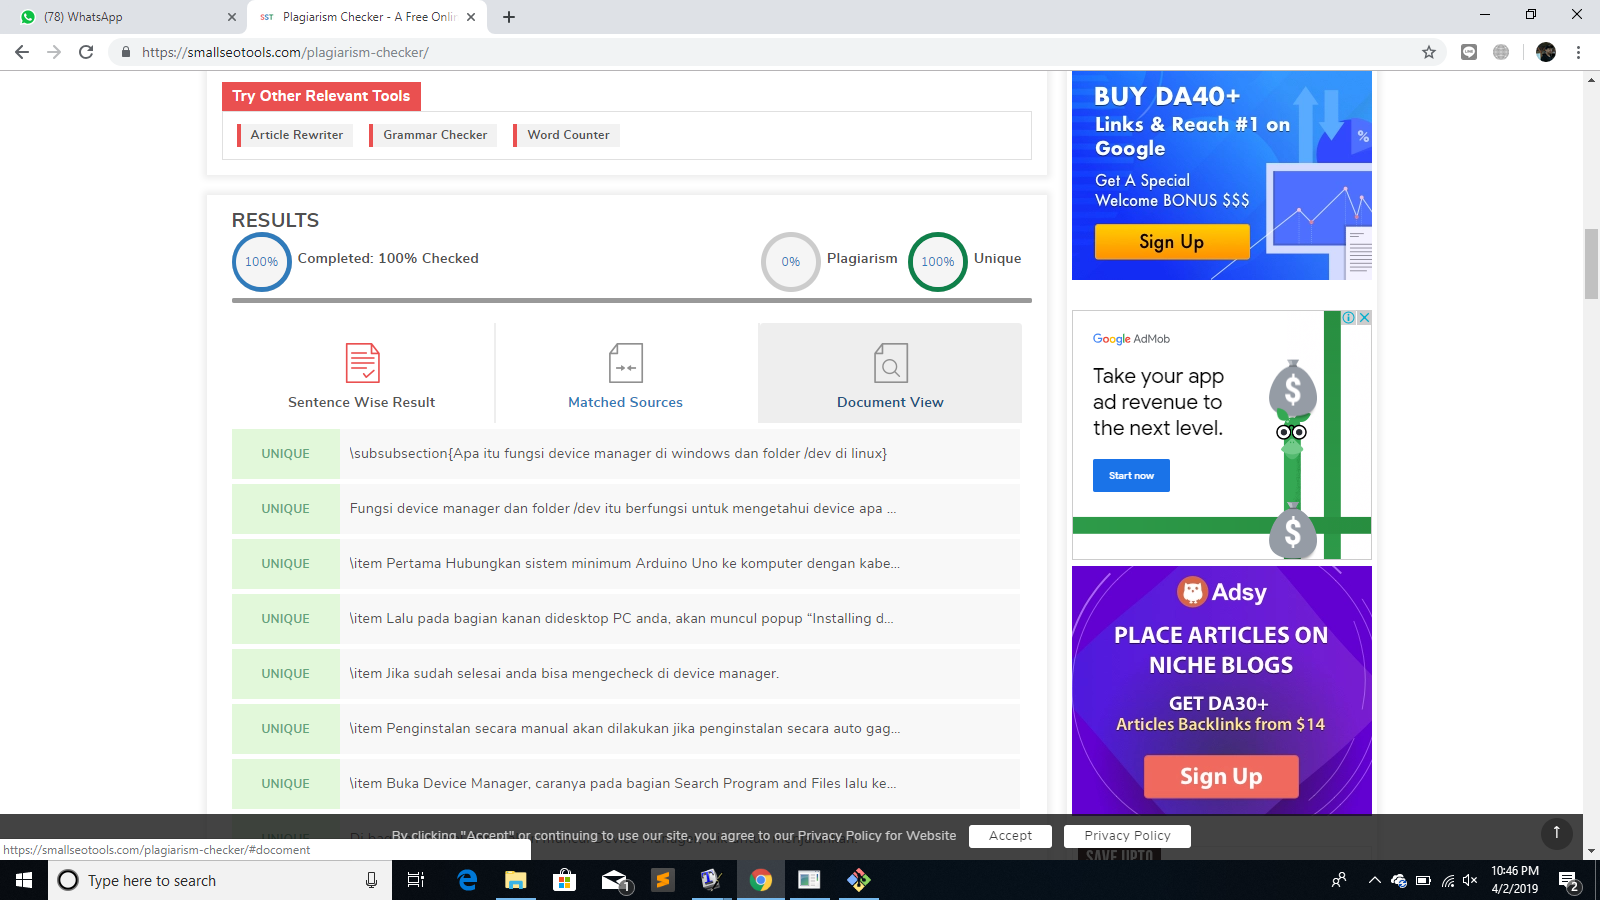 (78) WhatsApp
SST Plagiarism Checker - A Free Onlin
https://smallseotools.com/plagiarism-checker/
Try Other Relevant Tools
Article Rewriter
Grammar Checker
Word Counter
RESULTS
100%
Completed: 100% Checked
0%
Plagiarism
100%
Unique
Sentence Wise Result
Matched Sources
Document View
UNIQUE \subsubsection{Apa itu fungsi device manager di windows dan folder /dev di linux}
UNIQUE Fungsi device manager dan folder /dev itu berfungsi untuk mengetahui device apa ...
UNIQUE \item Pertama Hubungkan sistem minimum Arduino Uno ke komputer dengan kabe...
UNIQUE \item Lalu pada bagian kanan didesktop PC anda, akan muncul popup “Installing d...
UNIQUE \item Jika sudah selesai anda bisa mengecheck di device manager.
UNIQUE \item Penginstalan secara manual akan dilakukan jika penginstalan secara auto gag...
UNIQUE \item Buka Device Manager, caranya pada bagian Search Program and Files lalu ke...
BUY DA40+
Links & Reach #1 on
Google
Get A Special
Welcome BONUS $$$
Sign Up
%
Google AdMob
Take your app
ad revenue to
the next level.
Start now
$
$
Adsy
PLACE ARTICLES ON
NICHE BLOGS
GET DA30+
Articles Backlinks from $14
Sign Up
SAVE UPTO
By clicking "Accept" or continuing to use our site, you agree to our Privacy Policy for Website
Accept
Privacy Policy
https://smallseotools.com/plagiarism-checker/#docoment
Type here to search
1
10:46 PM
4/2/2019
2